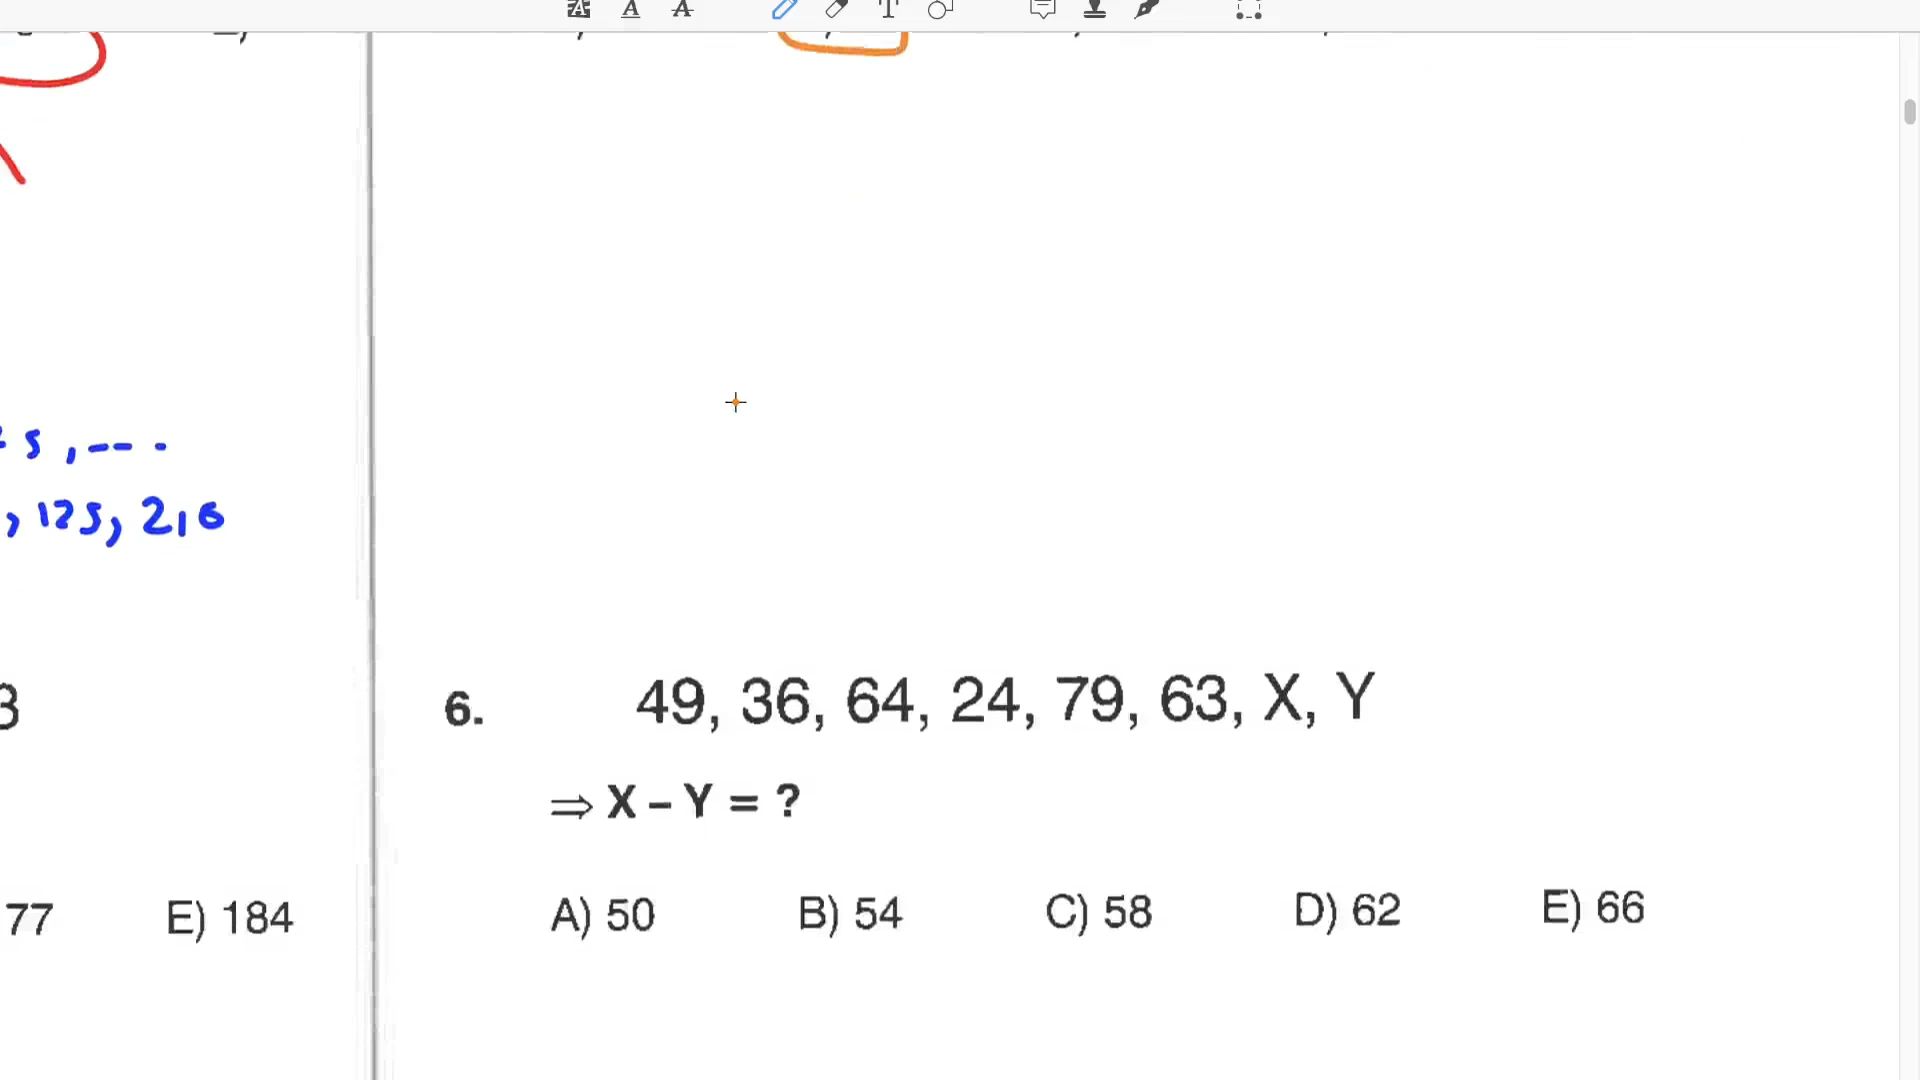 5 ,--- -
, 125, 216
3
6. 49, 36, 64, 24, 79, 63, X, Y
⇒ X – Y = ?
77 E) 184
A) 50 B) 54 C) 58 D) 62 E) 66